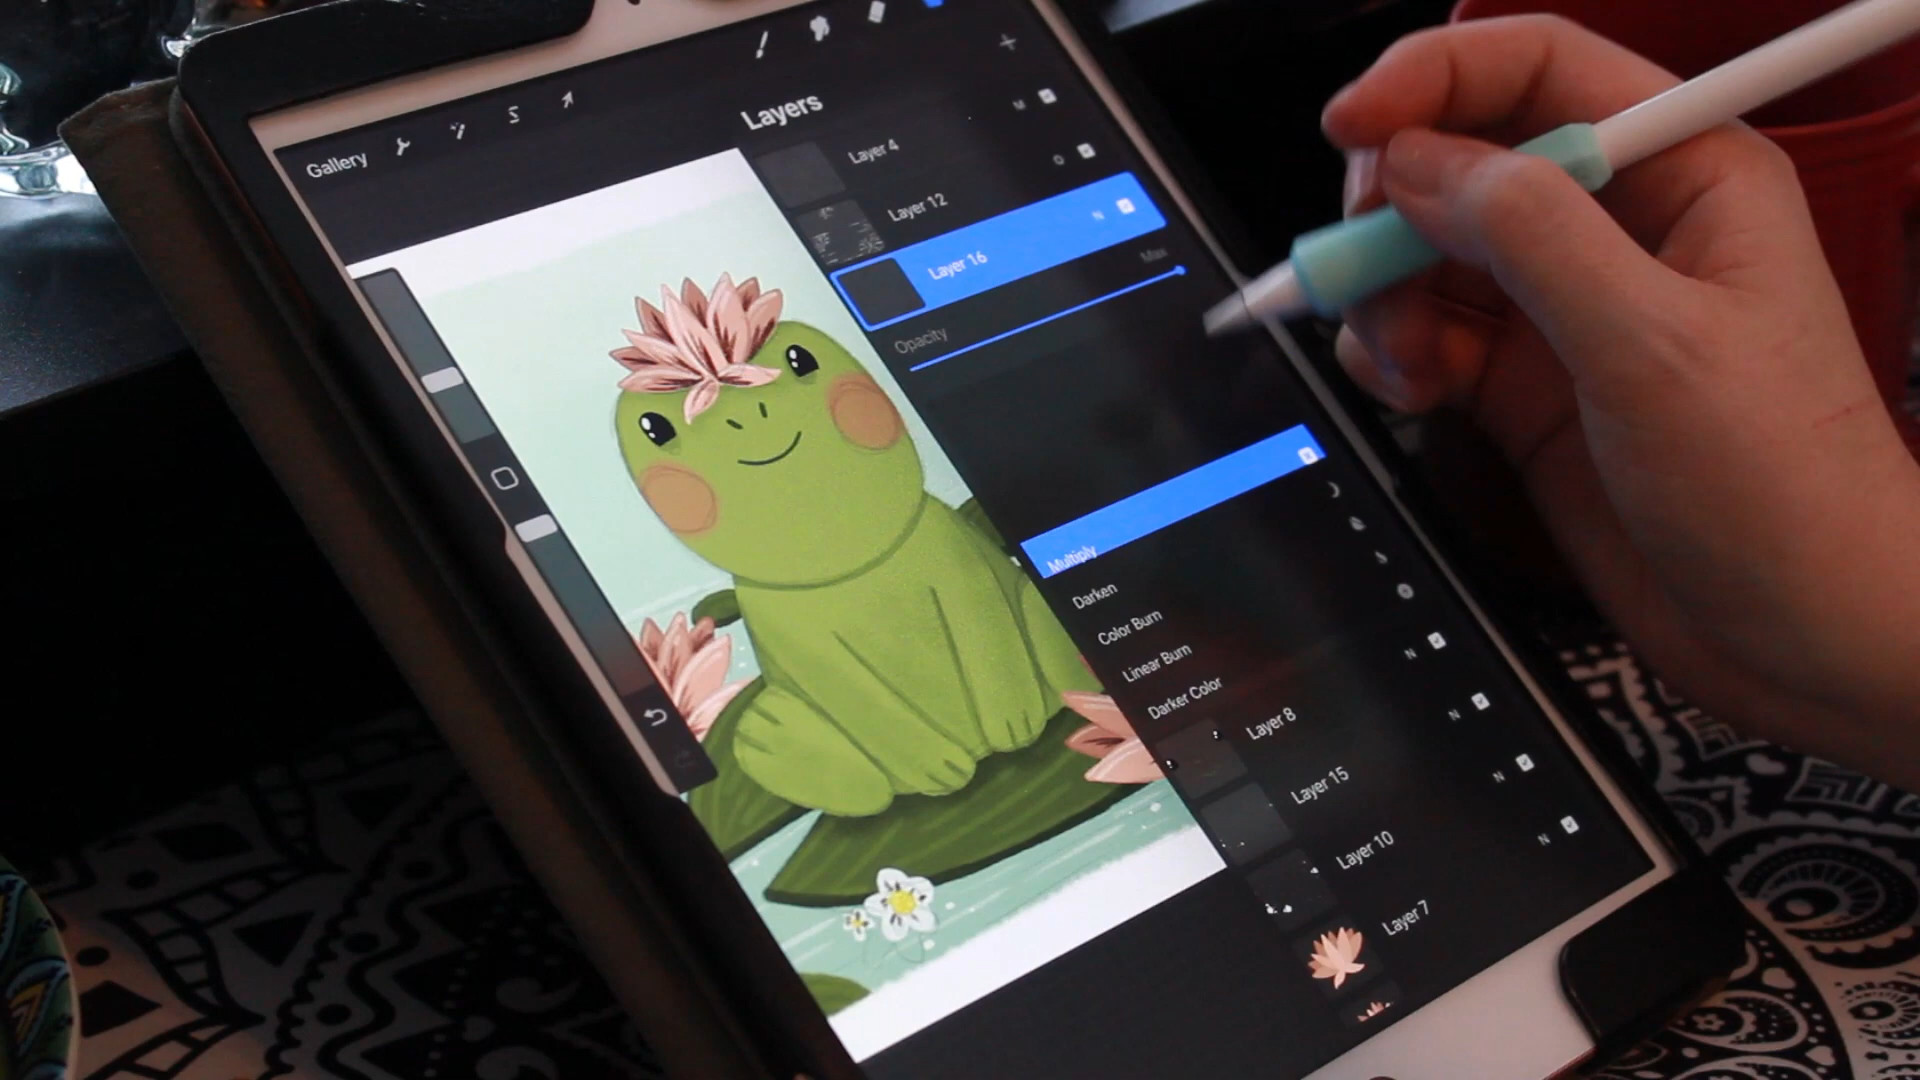 Gallery
Layers
Layer 4
M
Layer 12
O
Layer 16
N
Opacity
Max
Multiply
Darken
Color Burn
Linear Burn
Darker Color
Layer 8
N
Layer 15
N
Layer 10
N
Layer 7
N